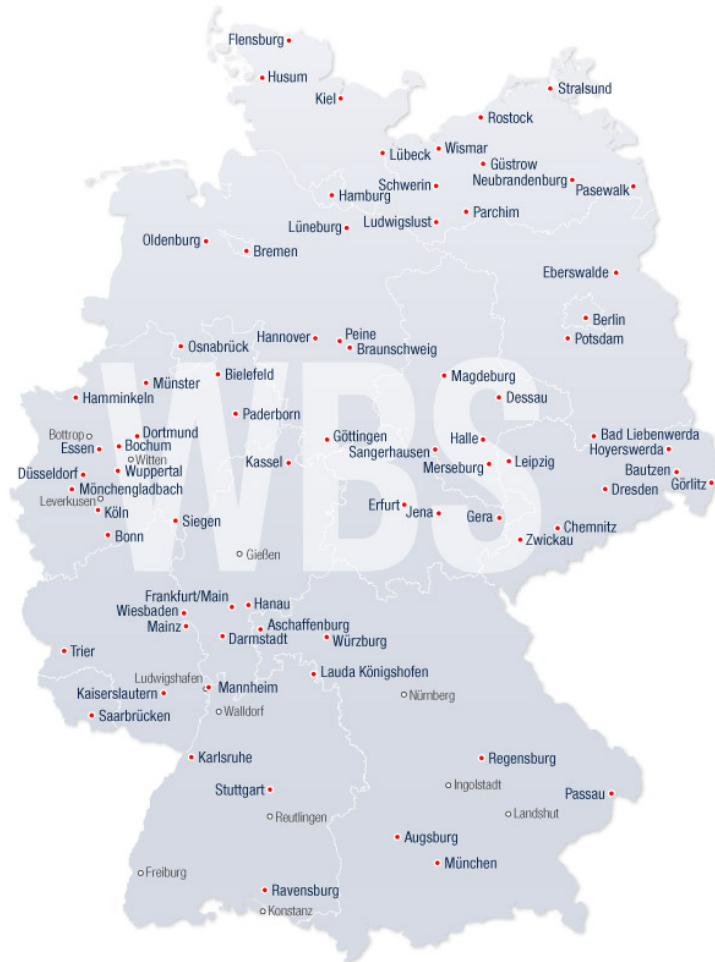 Flensburg
Husum
Kiel
Stralsund
Rostock
Wismar
Lübeck
Güstrow
Neubrandenburg
Schwerin
Pasewalk
Hamburg
Parchim
Ludwigslust
Lüneburg
Oldenburg
Bremen
Eberswalde
Berlin
Potsdam
Hannover
Peine
Braunschweig
Osnabrück
Bielefeld
Magdeburg
Münster
Hamminkeln
Dessau
Paderborn
WBS
Bottrop
Dortmund
Bochum
Essen
Witten
Göttingen
Halle
Sangerhausen
Bad Liebenwerda
Hoyerswerda
Kassel
Merseburg
Leipzig
Wuppertal
Düsseldorf
Bautzen
Görlitz
Mönchengladbach
Dresden
Leverkusen
Köln
Erfurt
Jena
Gera
Siegen
Chemnitz
Bonn
Zwickau
Gießen
Frankfurt/Main
Hanau
Wiesbaden
Mainz
Aschaffenburg
Darmstadt
Würzburg
Trier
Lauda Königshofen
Ludwigshafen
Mannheim
Kaiserslautern
Nürnberg
Walldorf
Saarbrücken
Karlsruhe
Regensburg
Stuttgart
Ingolstadt
Passau
Reutlingen
Landshut
Augsburg
München
Freiburg
Ravensburg
Konstanz